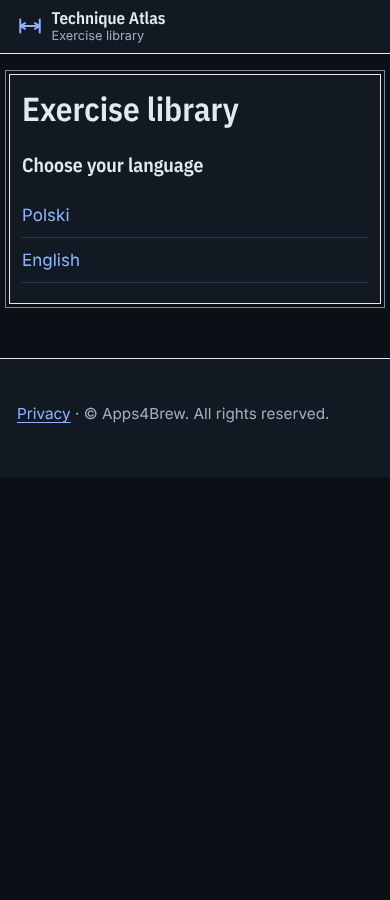 Technique Atlas
Exercise library
Exercise library
Choose your language
Polski
English
Privacy · © Apps4Brew. All rights reserved.